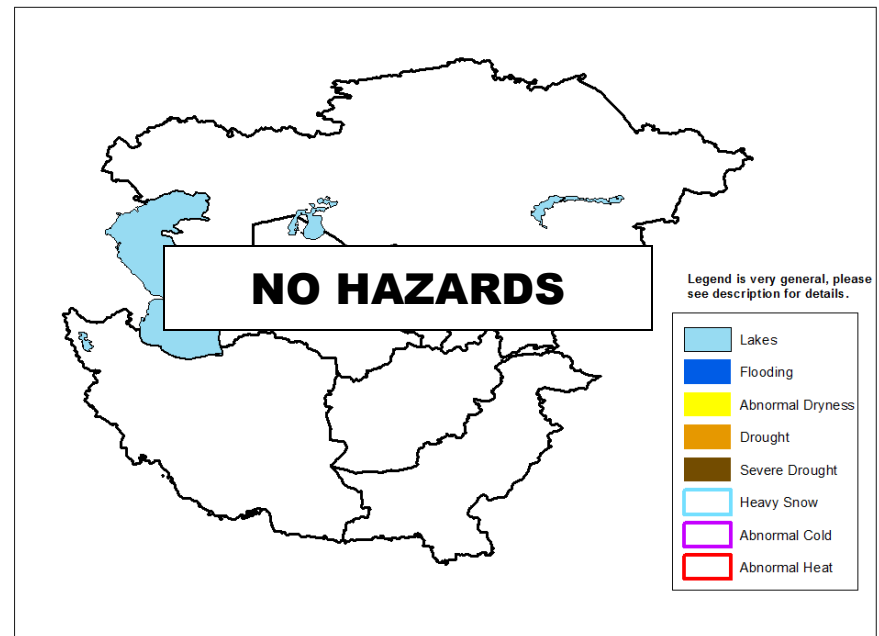 NO HAZARDS
Legend is very general, please
see description for details.
Lakes
Flooding
Abnormal Dryness
Drought
Severe Drought
Heavy Snow
Abnormal Cold
Abnormal Heat